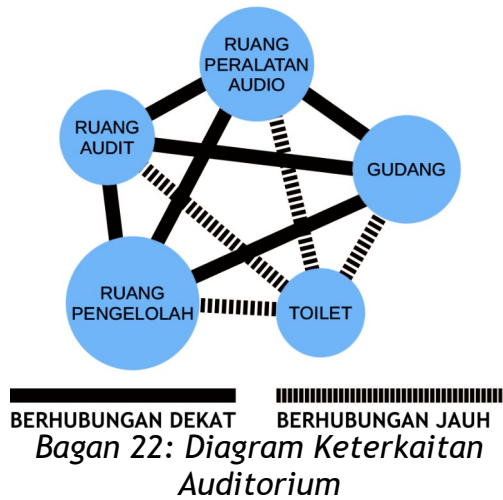 RUANG
PERALATAN
AUDIO
RUANG
AUDIT
GUDANG
RUANG
PENGELOLAH
TOILET
BERHUBUNGAN DEKAT
BERHUBUNGAN JAUH
Bagan 22: Diagram Keterkaitan
Auditorium